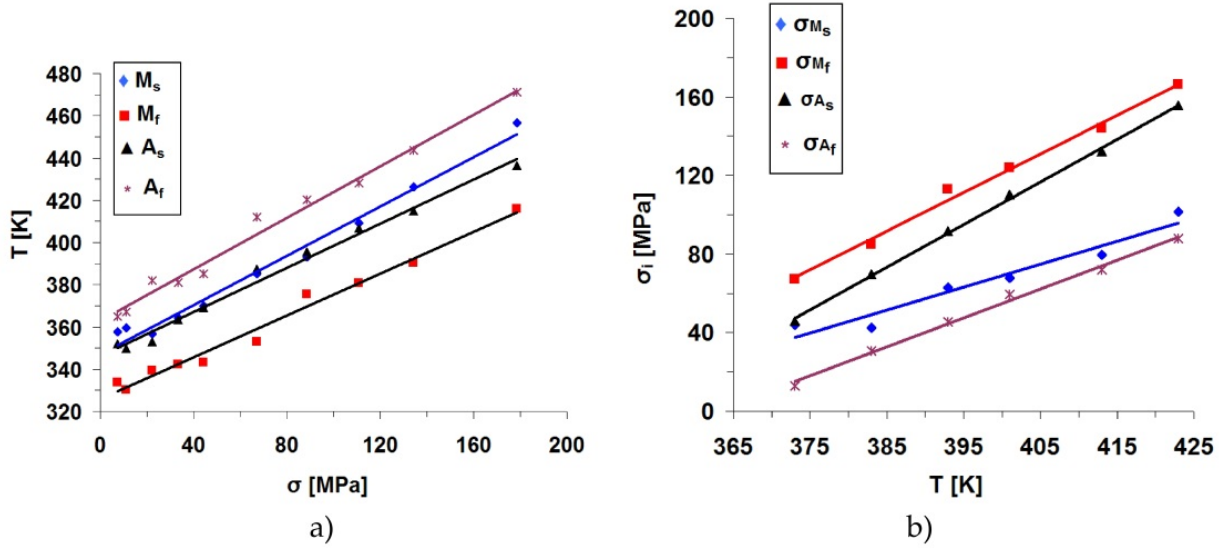 480
460
440
420
400
380
360
340
320
T [K]
Ms
Mf
As
Af
0 40 80 120 160 200
σ [MPa]
a)
200
160
120
80
40
0
σi [MPa]
σMs
σMf
σAs
σAf
365 375 385 395 405 415 425
T [K]
b)